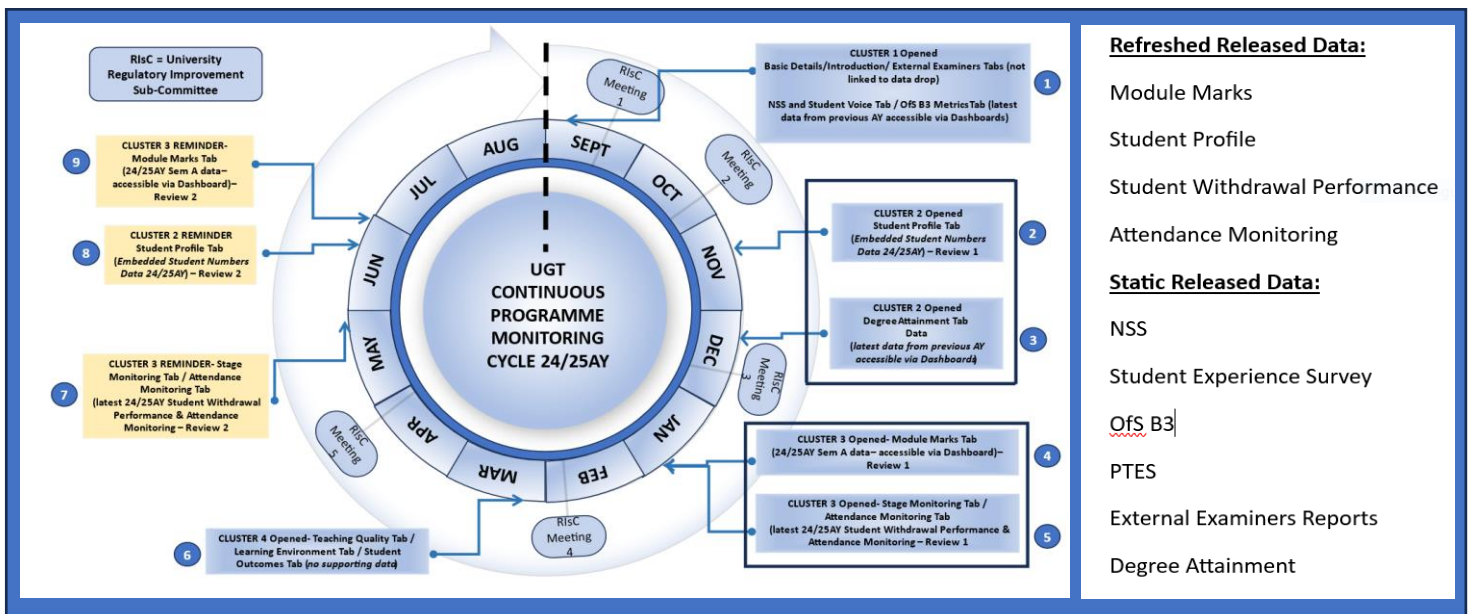 RIsC = University
Regulatory Improvement
Sub-Committee
CLUSTER 1 Opened
Basic Details/Introduction/ External Examiners Tabs (not
linked to data drop)
NSS and Student Voice Tab / OfS B3 Metrics Tab (latest
data from previous AY accessible via Dashboards)
1
CLUSTER 2 Opened
Student Profile Tab
(Embedded Student Numbers
Data 24/25AY) – Review 1
2
CLUSTER 2 Opened
Degree Attainment Tab
Data
(latest data from previous AY
accessible via Dashboards)
3
CLUSTER 3 Opened- Module Marks Tab
(24/25AY Sem A data– accessible via Dashboard)–
Review 1
4
CLUSTER 3 Opened- Stage Monitoring Tab /
Attendance Monitoring Tab
(latest 24/25AY Student Withdrawal Performance &
Attendance Monitoring – Review 1
5
CLUSTER 4 Opened- Teaching Quality Tab /
Learning Environment Tab / Student
Outcomes Tab (no supporting data)
6
CLUSTER 3 REMINDER- Stage
Monitoring Tab / Attendance
Monitoring Tab
(latest 24/25AY Student Withdrawal
Performance & Attendance
Monitoring – Review 2
7
CLUSTER 2 REMINDER
Student Profile Tab
(Embedded Student Numbers
Data 24/25AY) – Review 2
8
CLUSTER 3 REMINDER-
Module Marks Tab
(24/25AY Sem A data–
accessible via Dashboard)–
Review 2
9
SEPT
OCT
NOV
DEC
JAN
FEB
MAR
APR
MAY
JUN
JUL
AUG
RIsC
Meeting
1
RIsC
Meeting
2
RIsC
Meeting
3
RIsC
Meeting
4
RIsC
Meeting
5
UGT
CONTINUOUS
PROGRAMME
MONITORING
CYCLE 24/25AY
Refreshed Released Data:
Module Marks
Student Profile
Student Withdrawal Performance
Attendance Monitoring
Static Released Data:
NSS
Student Experience Survey
OfS B3
PTES
External Examiners Reports
Degree Attainment